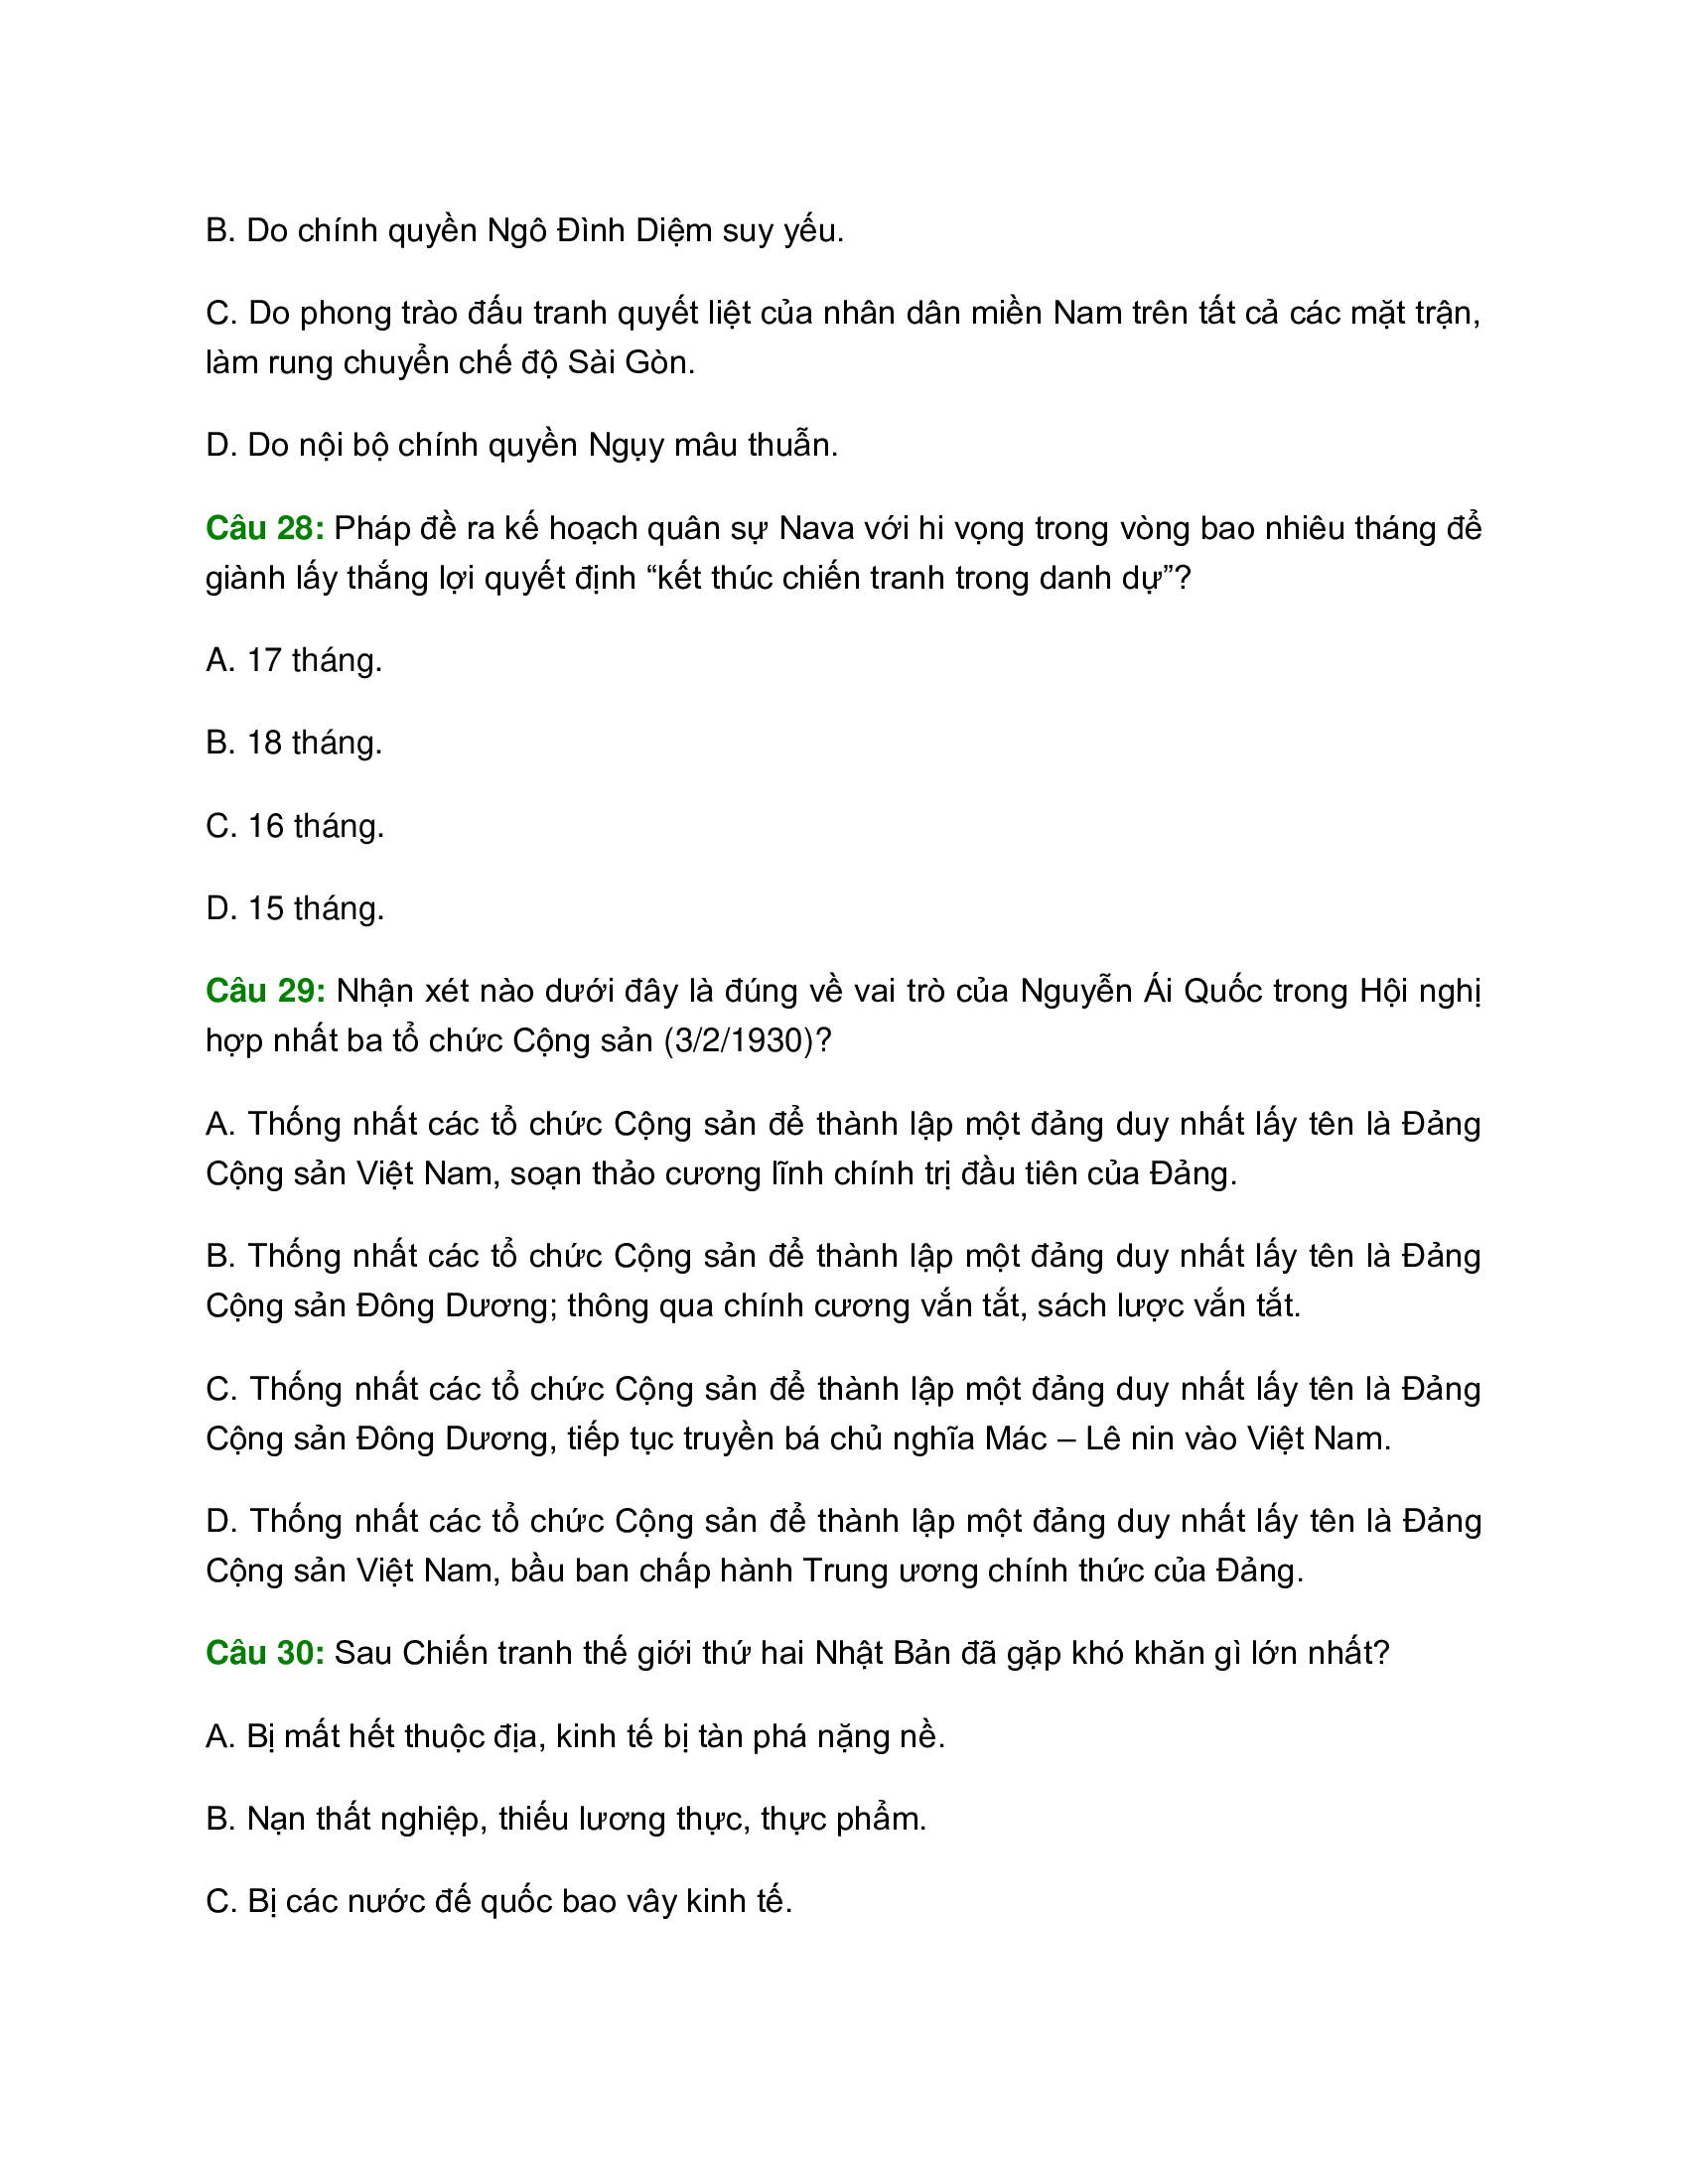 B. Do chính quyền Ngô Đình Diệm suy yếu.
C. Do phong trào đấu tranh quyết liệt của nhân dân miền Nam trên tất cả các mặt trận,
làm rung chuyển chế độ Sài Gòn.
D. Do nội bộ chính quyền Ngụy mâu thuẫn.
Câu 28: Pháp đề ra kế hoạch quân sự Nava với hi vọng trong vòng bao nhiêu tháng để
giành lấy thắng lợi quyết định “kết thúc chiến tranh trong danh dự”?
A. 17 tháng.
B. 18 tháng.
C. 16 tháng.
D. 15 tháng.
Câu 29: Nhận xét nào dưới đây là đúng về vai trò của Nguyễn Ái Quốc trong Hội nghị
hợp nhất ba tổ chức Cộng sản (3/2/1930)?
A. Thống nhất các tổ chức Cộng sản để thành lập một đảng duy nhất lấy tên là Đảng
Cộng sản Việt Nam, soạn thảo cương lĩnh chính trị đầu tiên của Đảng.
B. Thống nhất các tổ chức Cộng sản để thành lập một đảng duy nhất lấy tên là Đảng
Cộng sản Đông Dương; thông qua chính cương vắn tắt, sách lược vắn tắt.
C. Thống nhất các tổ chức Cộng sản để thành lập một đảng duy nhất lấy tên là Đảng
Cộng sản Đông Dương, tiếp tục truyền bá chủ nghĩa Mác – Lê nin vào Việt Nam.
D. Thống nhất các tổ chức Cộng sản để thành lập một đảng duy nhất lấy tên là Đảng
Cộng sản Việt Nam, bầu ban chấp hành Trung ương chính thức của Đảng.
Câu 30: Sau Chiến tranh thế giới thứ hai Nhật Bản đã gặp khó khăn gì lớn nhất?
A. Bị mất hết thuộc địa, kinh tế bị tàn phá nặng nề.
B. Nạn thất nghiệp, thiếu lương thực, thực phẩm.
C. Bị các nước đế quốc bao vây kinh tế.